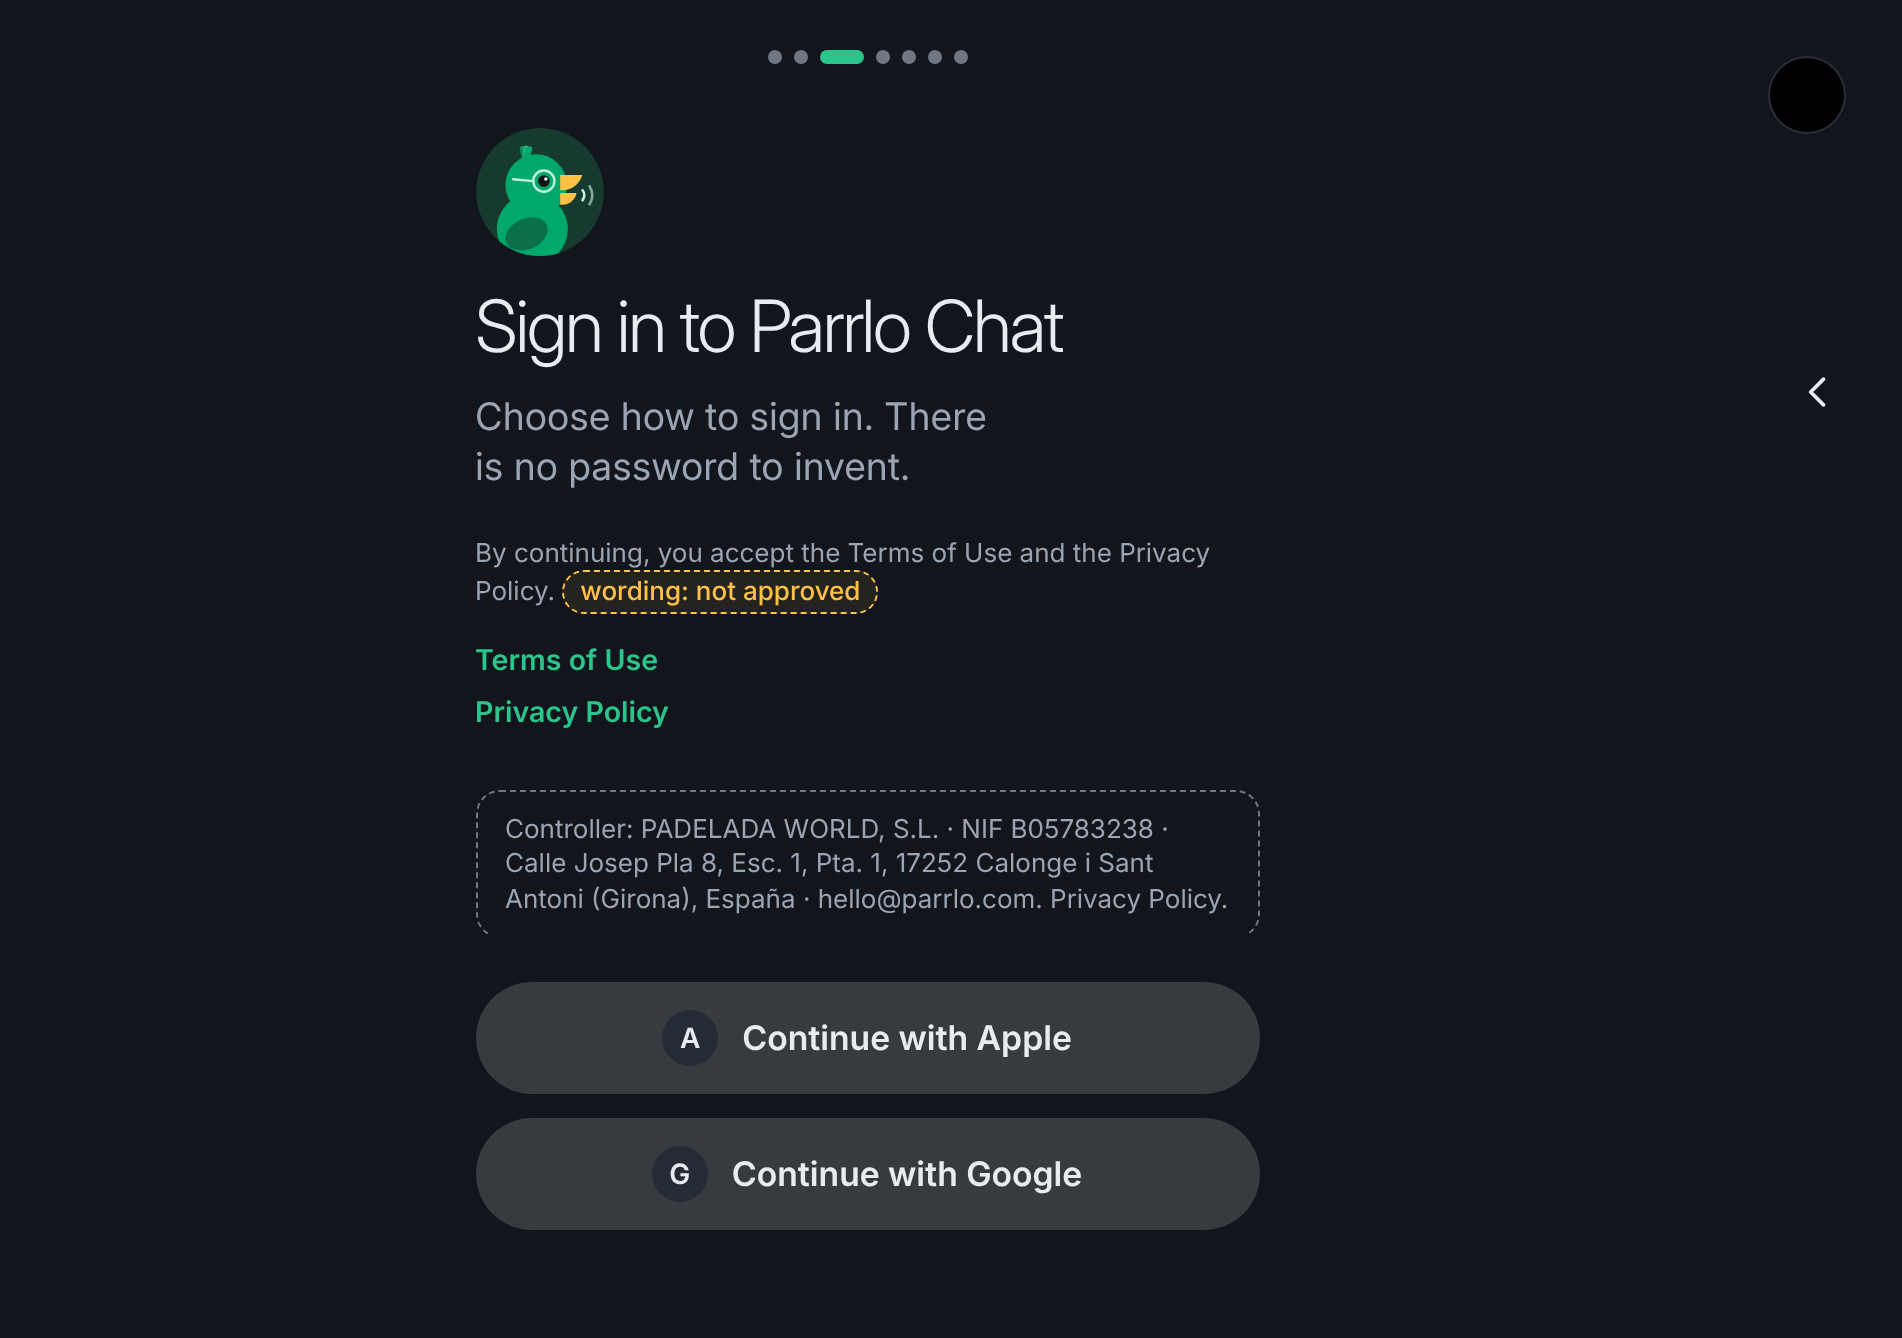 Sign in to Parrlo Chat
Choose how to sign in. There
is no password to invent.
By continuing, you accept the Terms of Use and the Privacy
Policy. wording: not approved
Terms of Use
Privacy Policy
Controller: PADELADA WORLD, S.L. · NIF B05783238 ·
Calle Josep Pla 8, Esc. 1, Pta. 1, 17252 Calonge i Sant
Antoni (Girona), España · hello@parrlo.com. Privacy Policy.
A Continue with Apple
G Continue with Google